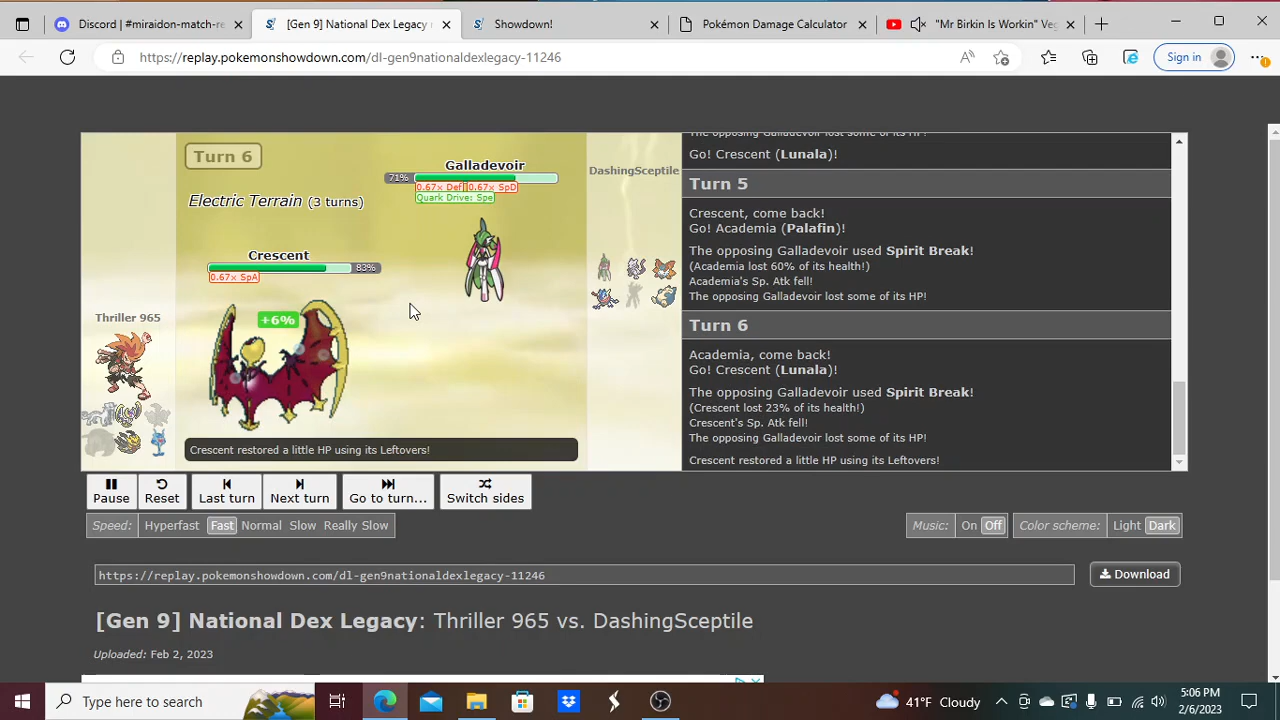 Discord | #miraidon-match-re
[Gen 9] National Dex Legacy
Showdown!
Pokémon Damage Calculator
"Mr Birkin Is Workin" Veg
https://replay.pokemonshowdown.com/dl-gen9nationaldexlegacy-11246
Sign in
Turn 6
Electric Terrain (3 turns)
Galladevoir
71%
0.67× Def 0.67× SpD
Quark Drive: Spe
Crescent
83%
0.67× SpA
+6%
Thriller 965
DashingSceptile
Crescent restored a little HP using its Leftovers!
The opposing Galladevoir lost some of its HP!
Go! Crescent (Lunala)!
Turn 5
Crescent, come back!
Go! Academia (Palafin)!
The opposing Galladevoir used Spirit Break!
(Academia lost 60% of its health!)
Academia's Sp. Atk fell!
The opposing Galladevoir lost some of its HP!
Turn 6
Academia, come back!
Go! Crescent (Lunala)!
The opposing Galladevoir used Spirit Break!
(Crescent lost 23% of its health!)
Crescent's Sp. Atk fell!
The opposing Galladevoir lost some of its HP!
Crescent restored a little HP using its Leftovers!
Pause
Reset
Last turn
Next turn
Go to turn...
Switch sides
Speed: Hyperfast Fast Normal Slow Really Slow
Music: On Off
Color scheme: Light Dark
https://replay.pokemonshowdown.com/dl-gen9nationaldexlegacy-11246
Download
[Gen 9] National Dex Legacy: Thriller 965 vs. DashingSceptile
Uploaded: Feb 2, 2023
Type here to search
41°F Cloudy
5:06 PM
2/6/2023